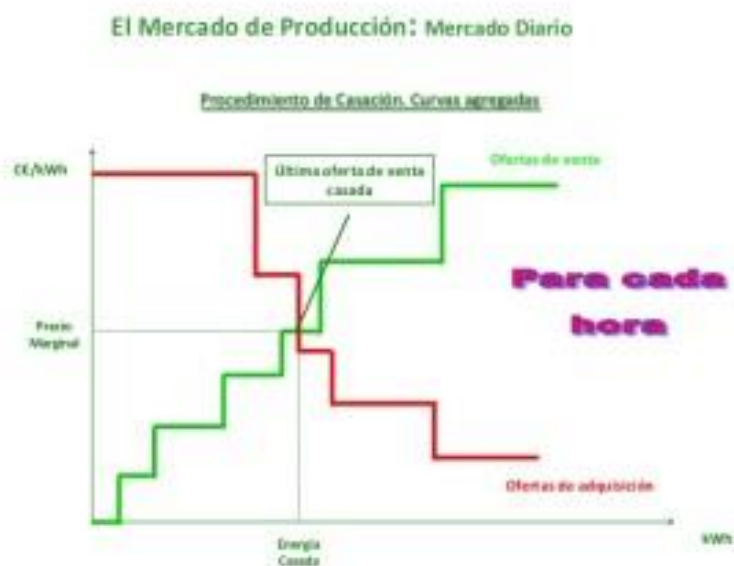 El Mercado de Producción: Mercado Diario
Procedimiento de Casación. Curvas agregadas
C€/kWh
Última oferta de venta
casada
Ofertas de venta
Para cada
hora
Precio
Marginal
Ofertas de adquisición
Energía
Casada
kWh